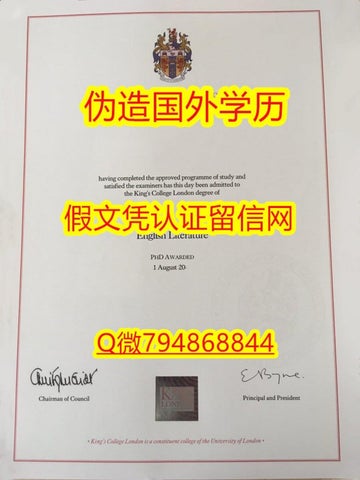 伪造国外学历
having completed the approved programme of study and
satisfied the examiners has this day been admitted to
the King's College London degree of
假文凭认证留信网
English Literature
PHD AWARDED
1 August 20
Q微794868844
Chairman of Council
Principal and President
• King's College London is a constituent college of the University of London •